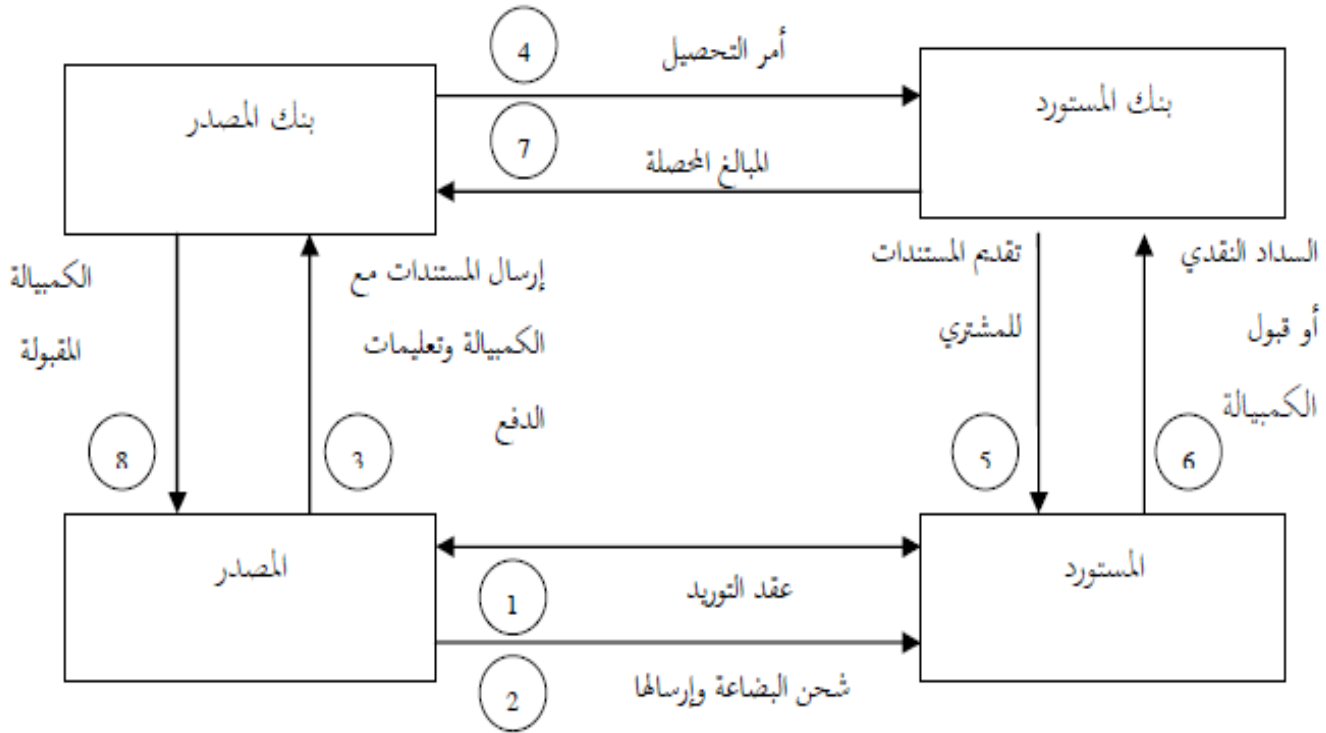 4
أمر التحصيل
بنك المصدر
بنك المستورد
7
المبالغ المحصلة
السداد النقدي
أو قبول
الكمبيالة
تقديم المستندات
للمشتري
إرسال المستندات مع
الكمبيالة وتعليمات
الدفع
الكمبيالة
المقبولة
6
5
3
8
المستورد
المصدر
1
عقد التوريد
2
شحن البضاعة وإرسالها